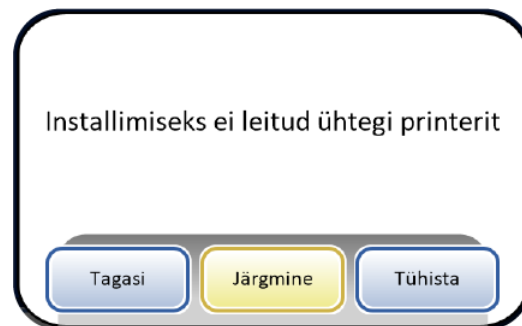 Installimiseks ei leitud ühtegi printerit
Tagasi
Järgmine
Tühista